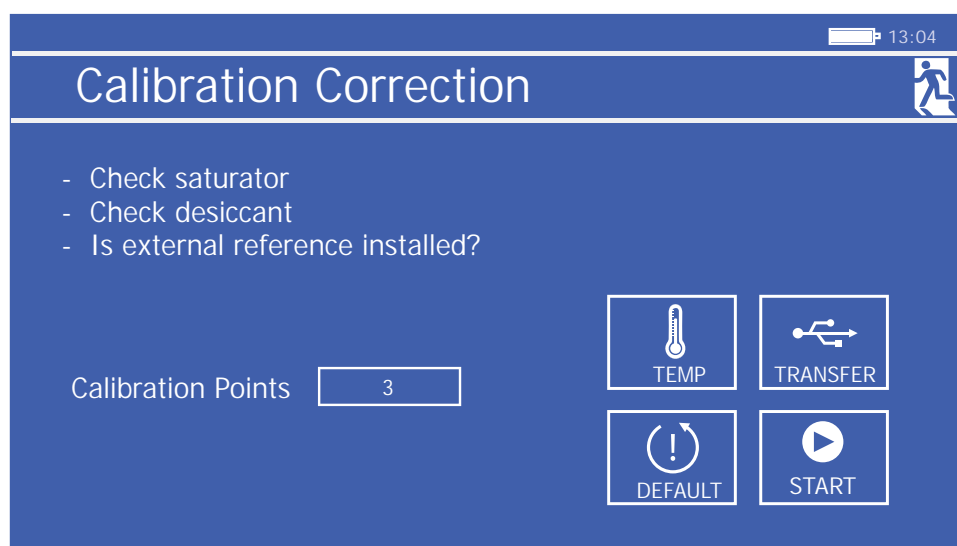 13:04
Calibration Correction
- Check saturator
- Check desiccant
- Is external reference installed?
Calibration Points 3
TEMP
TRANSFER
DEFAULT
START